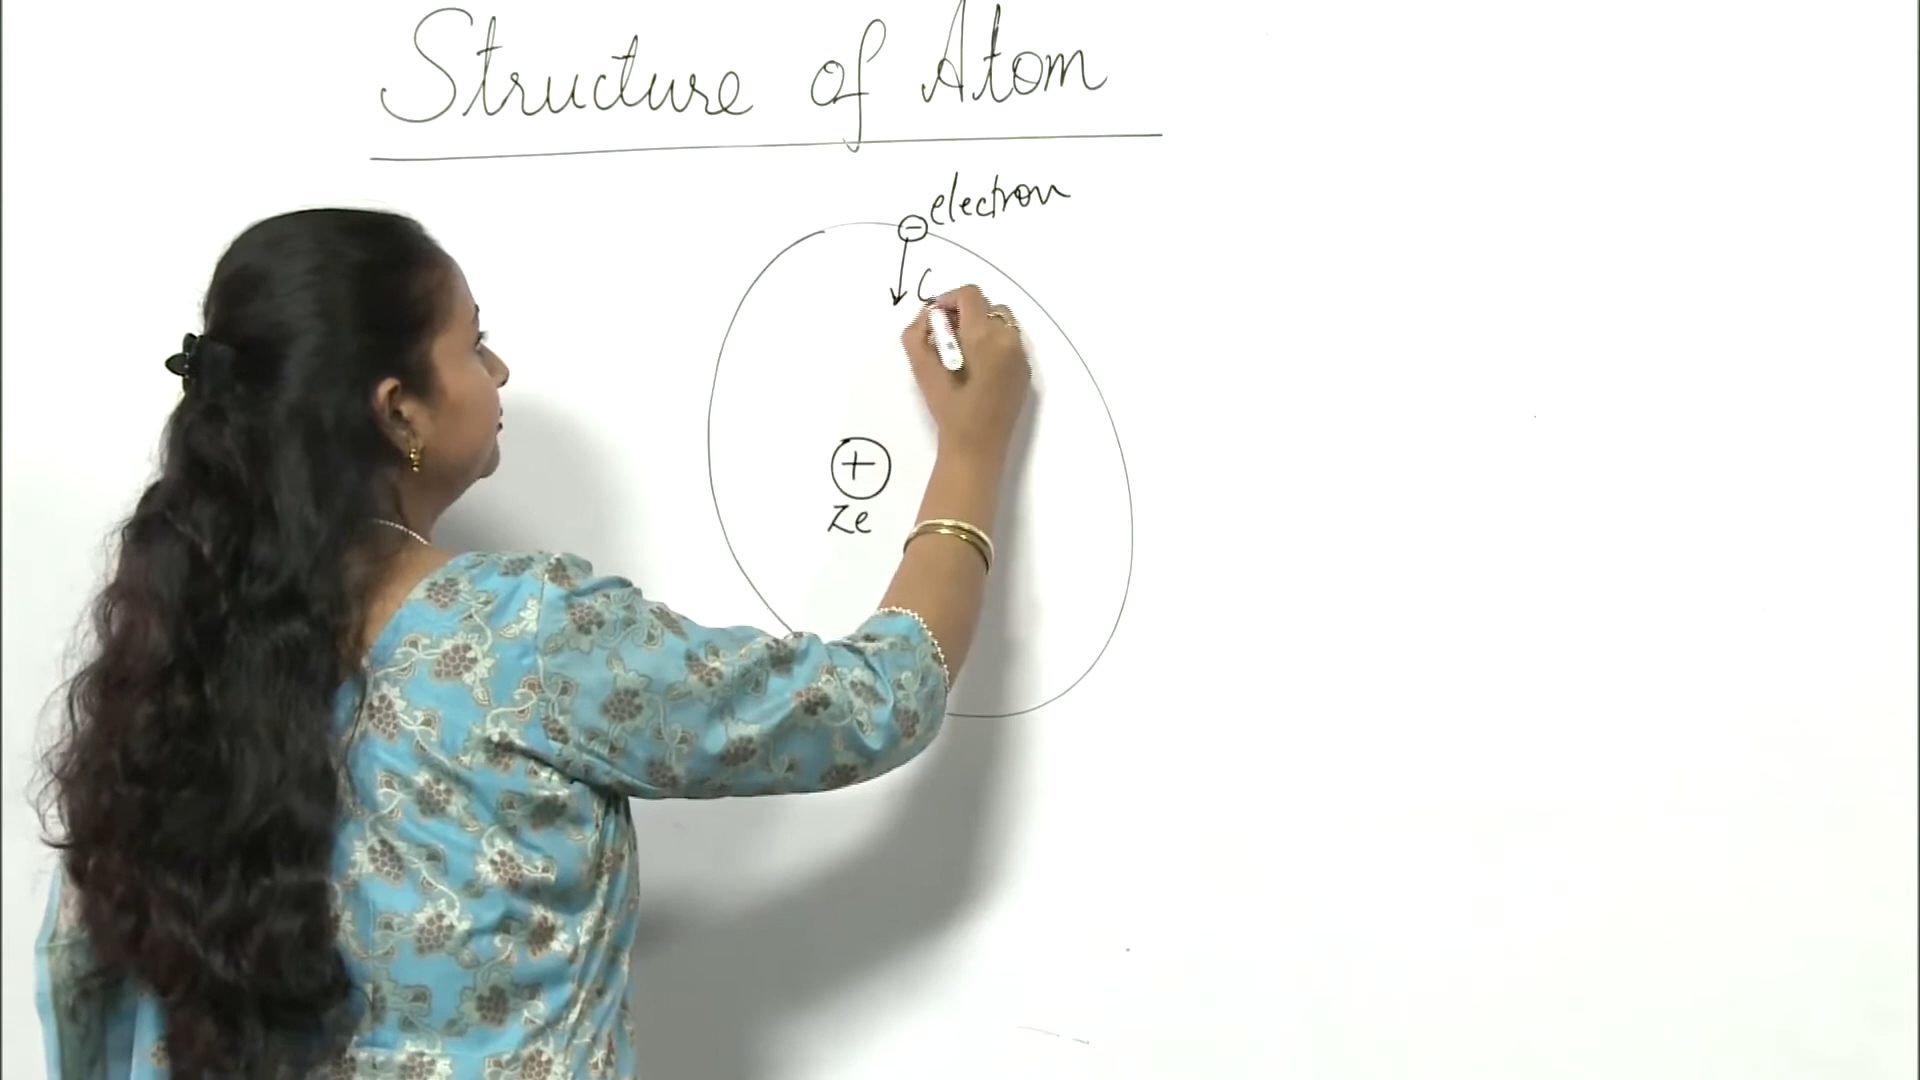 Structure of Atom
electron
-
C
+
Ze